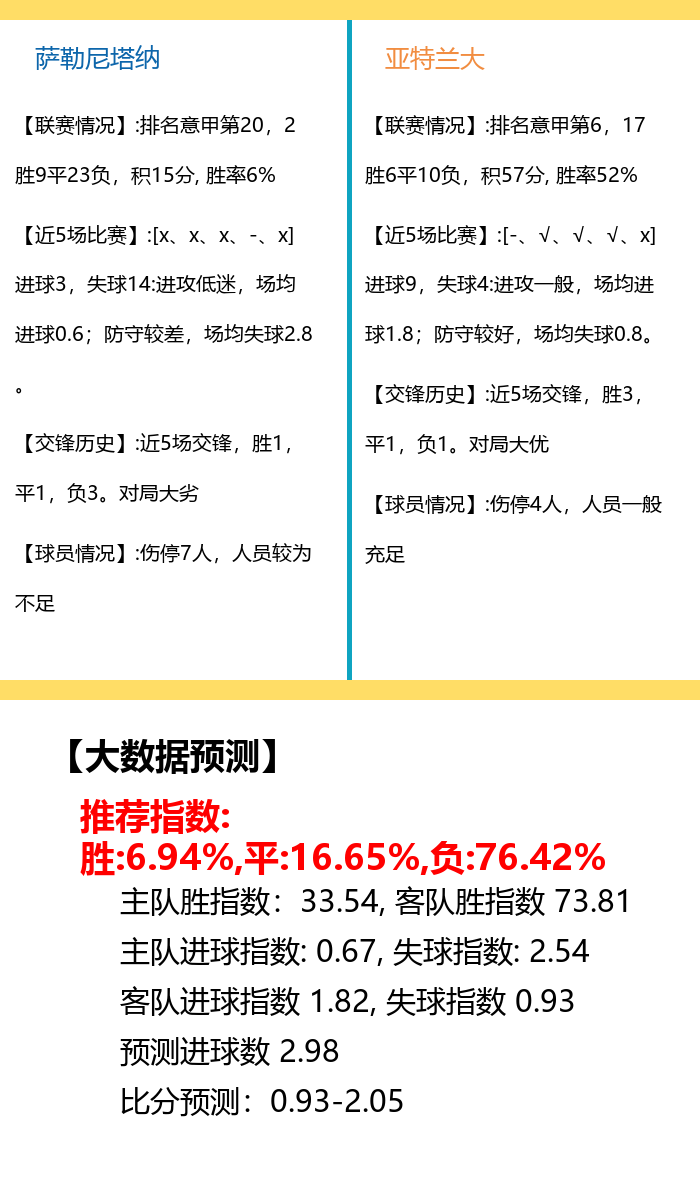 萨勒尼塔纳
【联赛情况】:排名意甲第20，2
胜9平23负，积15分, 胜率6%
【近5场比赛】:[x、x、x、-、x]
进球3，失球14:进攻低迷，场均
进球0.6；防守较差，场均失球2.8
。
【交锋历史】:近5场交锋，胜1，
平1，负3。对局大劣
【球员情况】:伤停7人，人员较为
不足
亚特兰大
【联赛情况】:排名意甲第6，17
胜6平10负，积57分, 胜率52%
【近5场比赛】:[-、√、√、√、x]
进球9，失球4:进攻一般，场均进
球1.8；防守较好，场均失球0.8。
【交锋历史】:近5场交锋，胜3，
平1，负1。对局大优
【球员情况】:伤停4人，人员一般
充足
【大数据预测】
推荐指数:
胜:6.94%,平:16.65%,负:76.42%
主队胜指数：33.54, 客队胜指数 73.81
主队进球指数: 0.67, 失球指数: 2.54
客队进球指数 1.82, 失球指数 0.93
预测进球数 2.98
比分预测：0.93-2.05